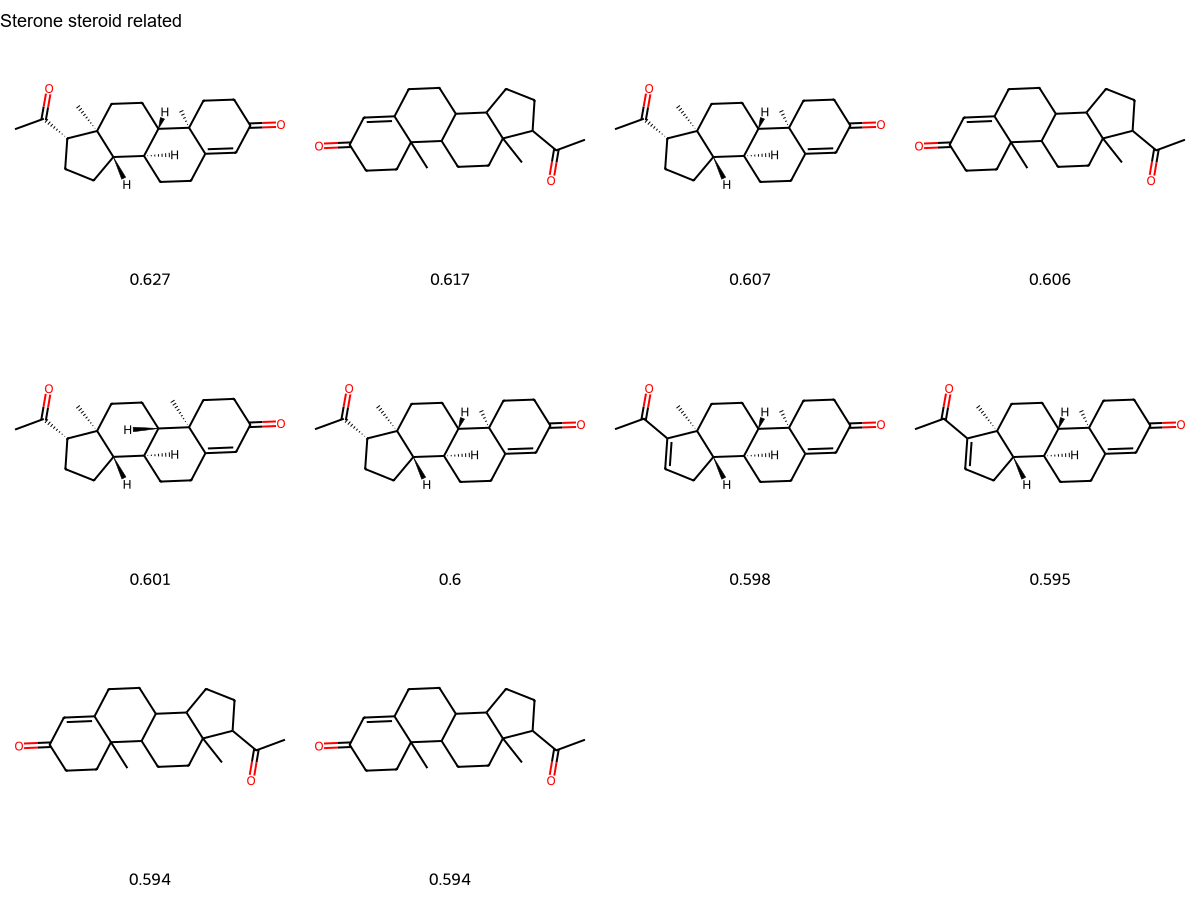 Sterone steroid related
O H H H O
O O
O H H H O
O O
0.627 0.617 0.607 0.606
O H H H O
O H H H O
O H H H O
O H H H O
0.601 0.6 0.598 0.595
O O
O O
0.594 0.594